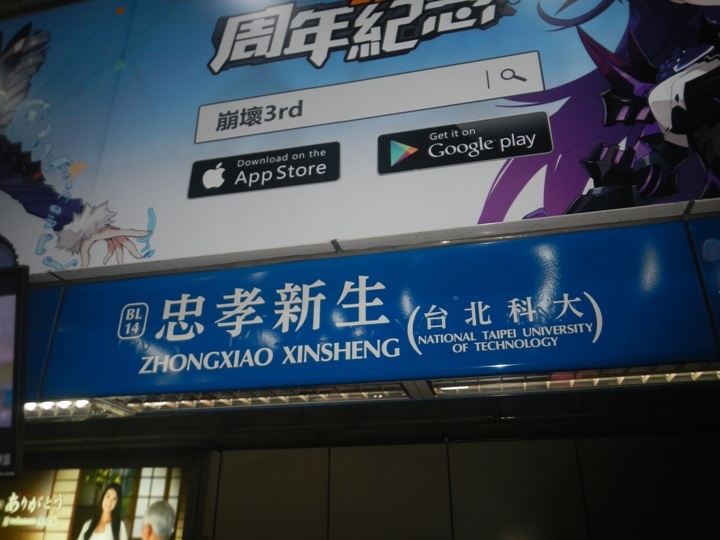 周年紀念
崩壞3rd
Download on the
App Store
Get it on
Google play
BL
14
忠孝新生
ZHONGXIAO XINSHENG
(台北科大
NATIONAL TAIPEI UNIVERSITY
OF TECHNOLOGY)
ありがとう